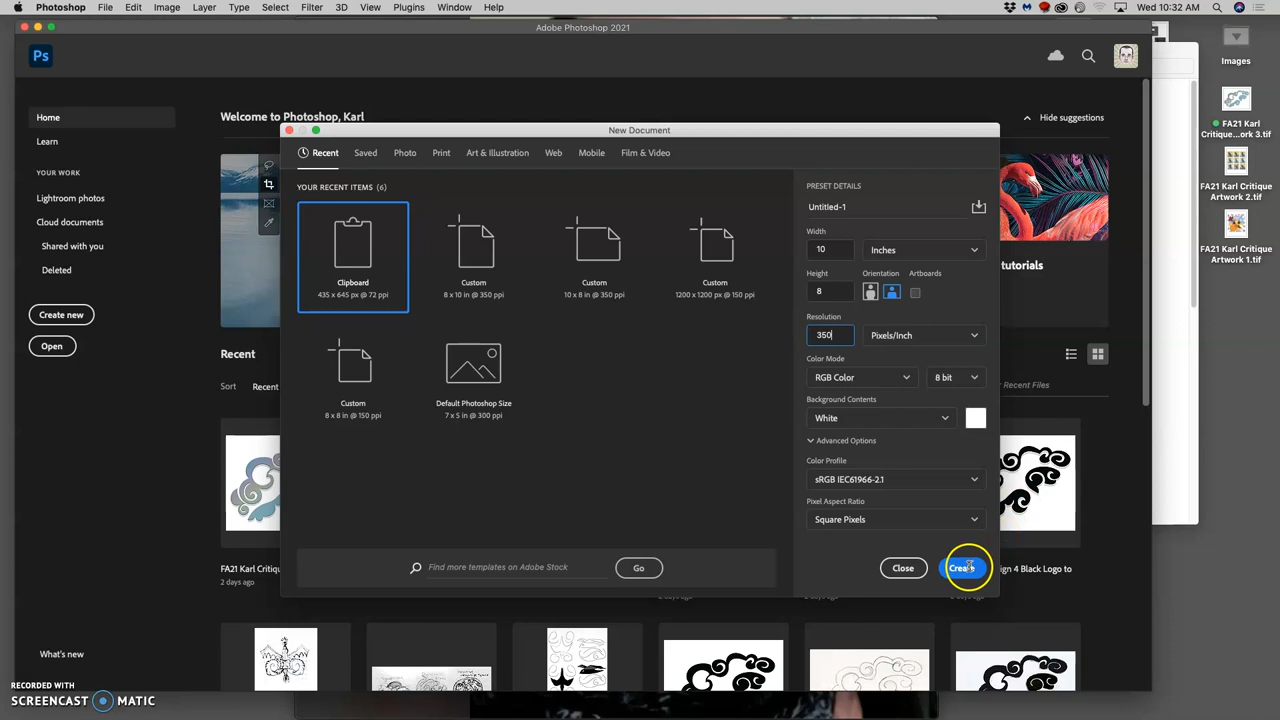 Photoshop File Edit Image Layer Type Select Filter 3D View Plugins Window Help Wed 10:32 AM
Adobe Photoshop 2021
Ps
Images
Home
Learn
YOUR WORK
Lightroom photos
Cloud documents
Shared with you
Deleted
Create new
Open
What's new
Welcome to Photoshop, Karl
Hide suggestions
tutorials
Recent
Sort Recent
Recent Files
New Document
Recent Saved Photo Print Art & Illustration Web Mobile Film & Video
YOUR RECENT ITEMS (6)
Clipboard
435 x 645 px @ 72 ppi
Custom
8 x 10 in @ 350 ppi
Custom
10 x 8 in @ 350 ppi
Custom
1200 x 1200 px @ 150 ppi
Custom
8 x 8 in @ 150 ppi
Default Photoshop Size
7 x 5 in @ 300 ppi
Find more templates on Adobe Stock
Go
PRESET DETAILS
Untitled-1
Width
10 Inches
Height Orientation Artboards
8
Resolution
350 Pixels/Inch
Color Mode
RGB Color 8 bit
Background Contents
White
Advanced Options
Color Profile
sRGB IEC61966-2.1
Pixel Aspect Ratio
Square Pixels
Close Create
FA21 Karl Critiq
2 days ago
ign 4 Black Logo to
FA21 Karl
Critique...ork 3.tif
FA21 Karl Critique
Artwork 2.tif
FA21 Karl Critique
Artwork 1.tif
RECORDED WITH
SCREENCAST MATIC